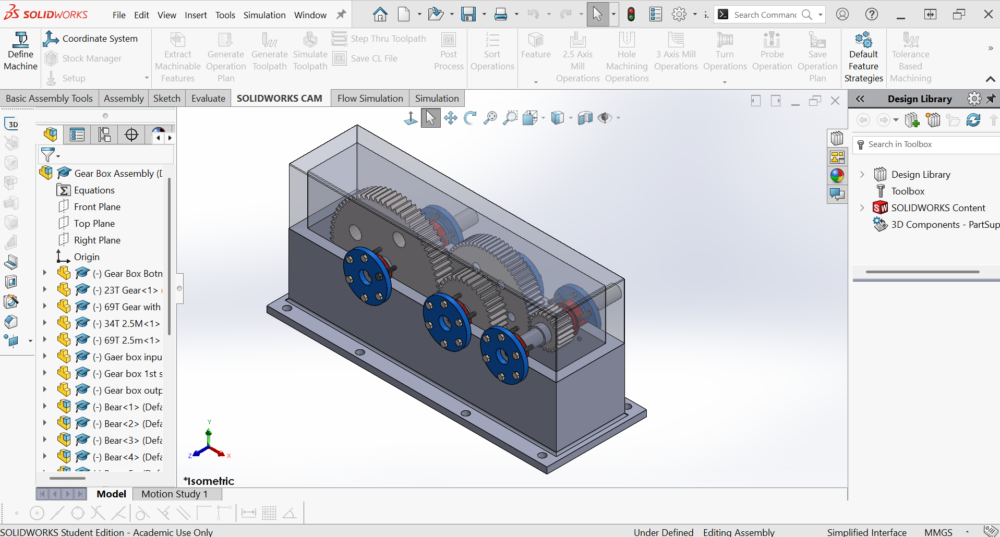 SOLIDWORKS
File Edit View Insert Tools Simulation Window
Search Command
Define Machine
Coordinate System
Stock Manager
Setup
Extract Machinable Features
Generate Operation Plan
Generate Toolpath
Simulate Toolpath
Step Thru Toolpath
Save CL File
CL
G1
Post Process
Sort Operations
Feature
2.5 Axis Mill Operations
Hole Machining Operations
3 Axis Mill Operations
Turn Operations
Probe Operation
Save Operation Plan
Default Feature Strategies
Tolerance Based Machining
Basic Assembly Tools Assembly Sketch Evaluate SOLIDWORKS CAM Flow Simulation Simulation
3D
Gear Box Assembly (D
Equations
Front Plane
Top Plane
Right Plane
Origin
(-) Gear Box Botn
(-) 23T Gear<1> (
(-) 69T Gear with
(-) 34T 2.5M<1>
(-) 69T 2.5m<1>
(-) Gaer box inpu
(-) Gear box 1st s
(-) Gear box outp
(-) Bear<1> (Defa
(-) Bear<2> (Defa
(-) Bear<3> (Defa
(-) Bear<4> (Defa
Y
Z
X
*Isometric
Design Library
Search in Toolbox
Design Library
Toolbox
SOLIDWORKS Content
3D Components - PartSup
Model Motion Study 1
SOLIDWORKS Student Edition - Academic Use Only
Under Defined Editing Assembly Simplified Interface MMGS